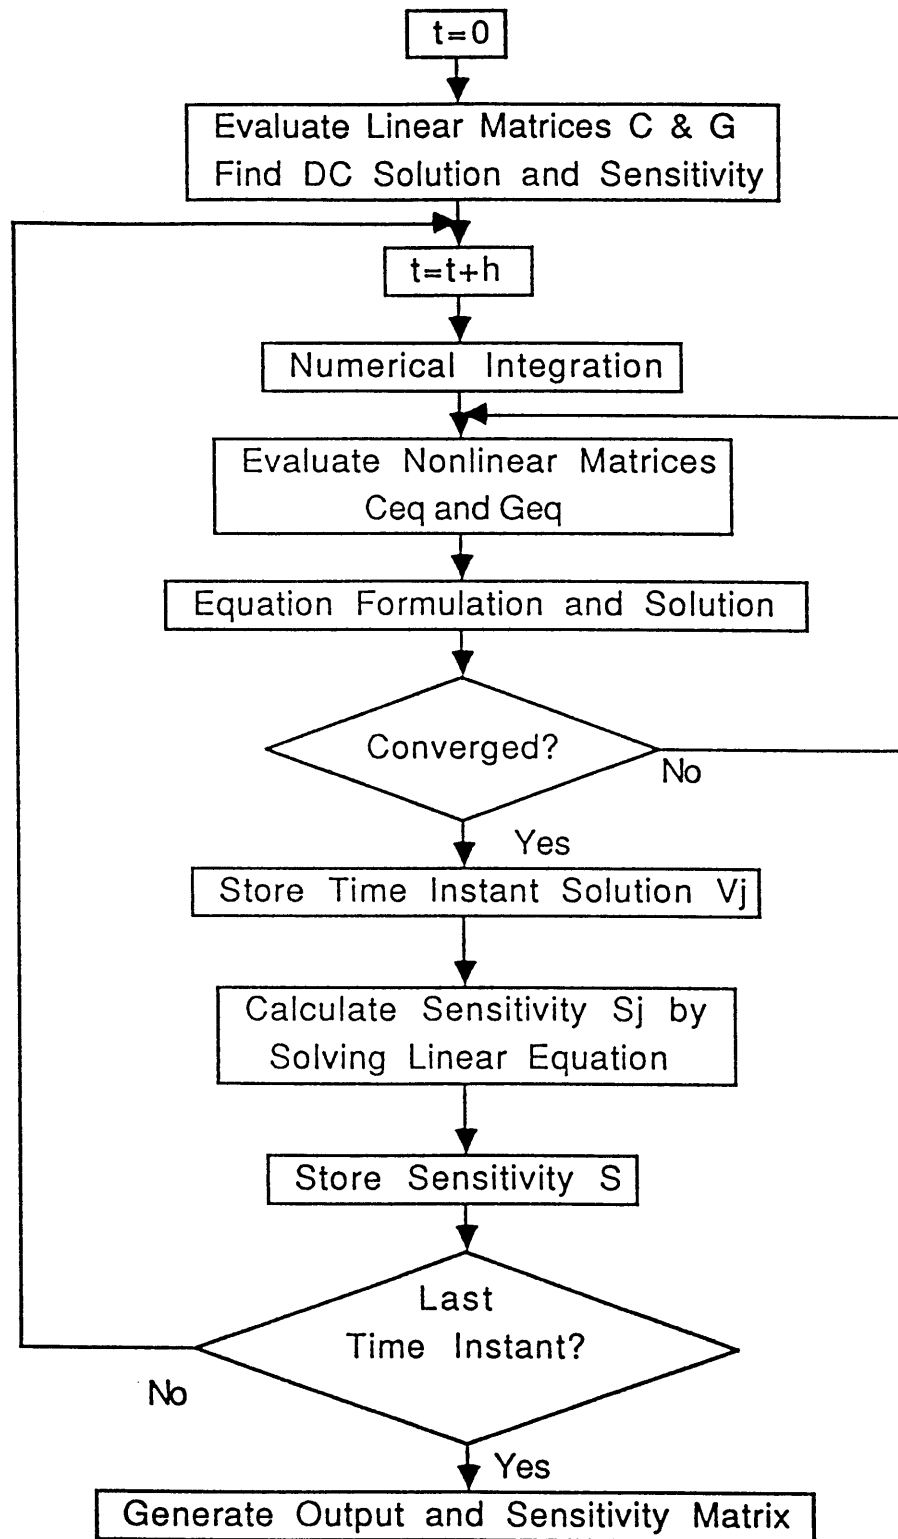 t=0
Evaluate Linear Matrices C & G
Find DC Solution and Sensitivity
t=t+h
Numerical Integration
Evaluate Nonlinear Matrices
Ceq and Geq
Equation Formulation and Solution
Converged?
No
Yes
Store Time Instant Solution Vj
Calculate Sensitivity Sj by
Solving Linear Equation
Store Sensitivity S
Last
Time Instant?
No
Yes
Generate Output and Sensitivity Matrix